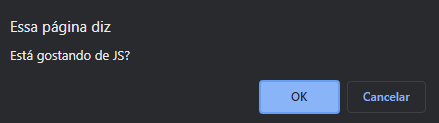 Essa página diz
Está gostando de JS?
OK
Cancelar